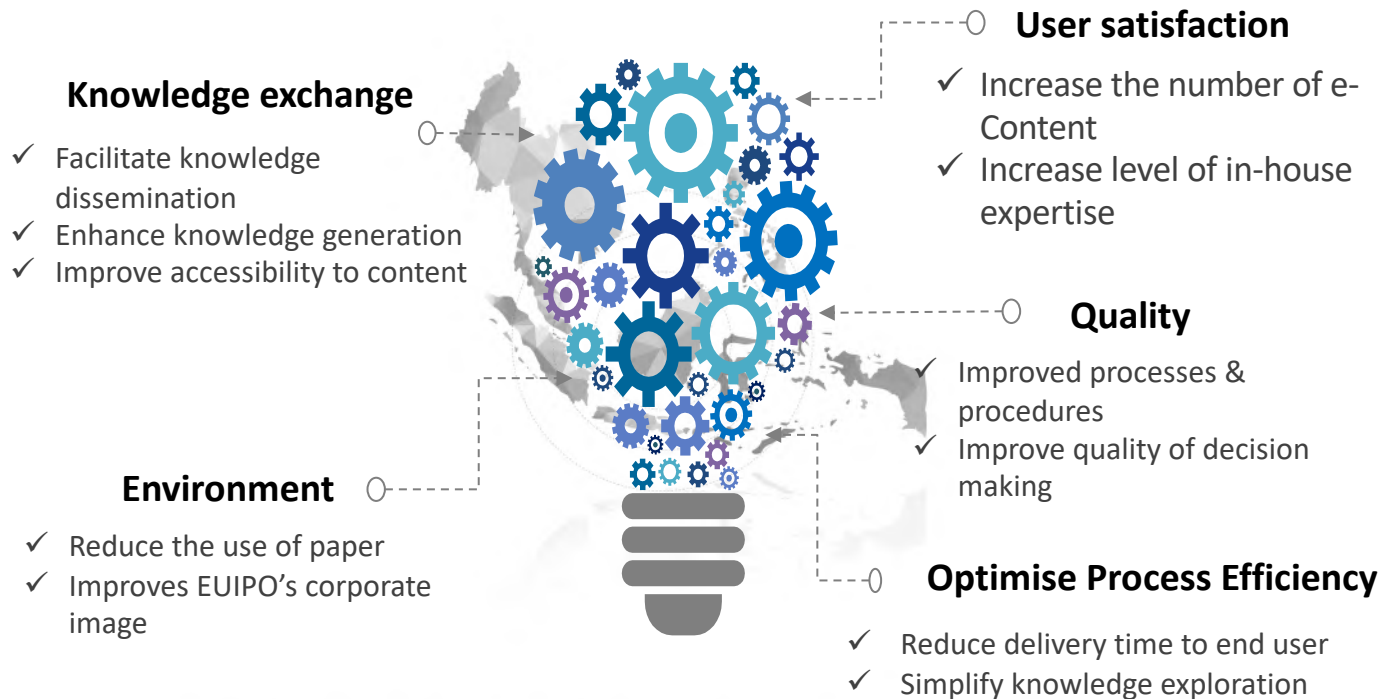 Knowledge exchange
✓ Facilitate knowledge
dissemination
✓ Enhance knowledge generation
✓ Improve accessibility to content
Environment
✓ Reduce the use of paper
✓ Improves EUIPO's corporate
image
User satisfaction
✓ Increase the number of e-
Content
✓ Increase level of in-house
expertise
Quality
✓ Improved processes &
procedures
✓ Improve quality of decision
making
Optimise Process Efficiency
✓ Reduce delivery time to end user
✓ Simplify knowledge exploration